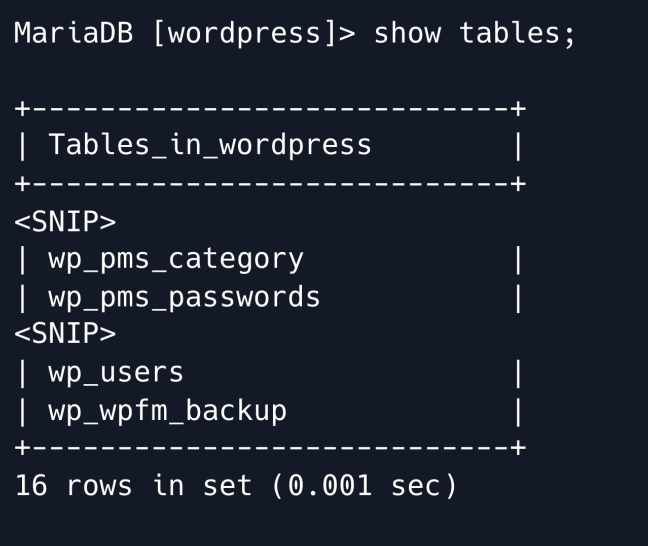 MariaDB [wordpress]> show tables;
+----------------------------+
| Tables_in_wordpress        |
+----------------------------+
<SNIP>
| wp_pms_category            |
| wp_pms_passwords           |
<SNIP>
| wp_users                   |
| wp_wpfm_backup             |
+----------------------------+
16 rows in set (0.001 sec)